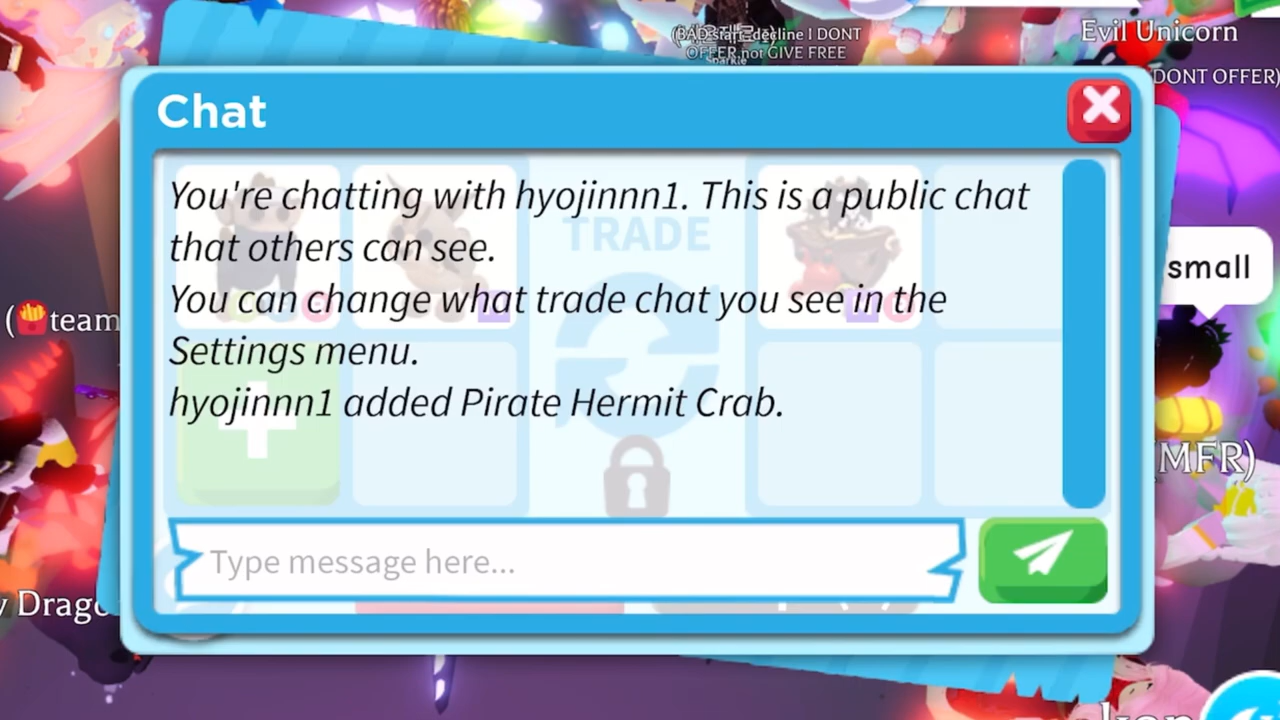 (BAD start=decline I DONT
OFFER not GIVE FREE
Evil Unicorn
DONT OFFER)
Chat
You're chatting with hyojinnn1. This is a public chat
that others can see.
You can change what trade chat you see in the
Settings menu.
hyojinnn1 added Pirate Hermit Crab.
TRADE
small
(🍟team
(MFR)
Type message here...